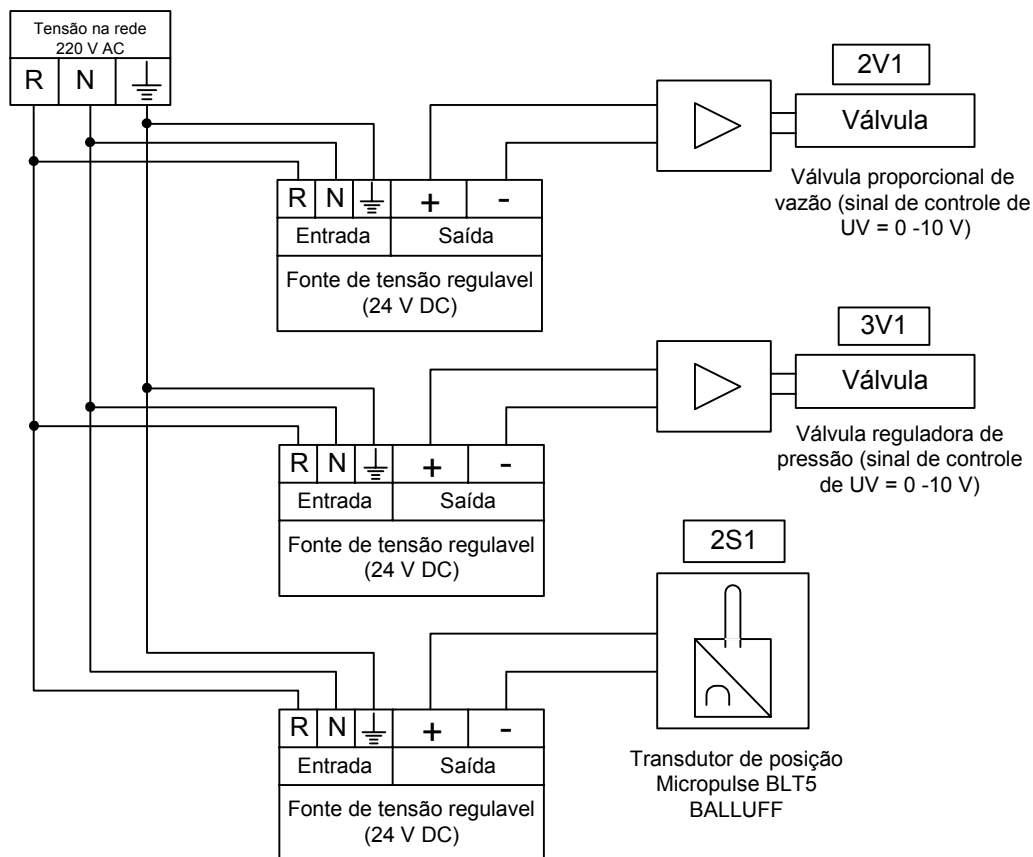 Tensão na rede
220 V AC
R N
2V1
Válvula
Válvula proporcional de
vazão (sinal de controle de
UV = 0 -10 V)
R N + -
Entrada Saída
Fonte de tensão regulavel
(24 V DC)
3V1
Válvula
Válvula reguladora de
pressão (sinal de controle
de UV = 0 -10 V)
R N + -
Entrada Saída
Fonte de tensão regulavel
(24 V DC)
2S1
R N + -
Entrada Saída
Fonte de tensão regulavel
(24 V DC)
Transdutor de posição
Micropulse BLT5
BALLUFF